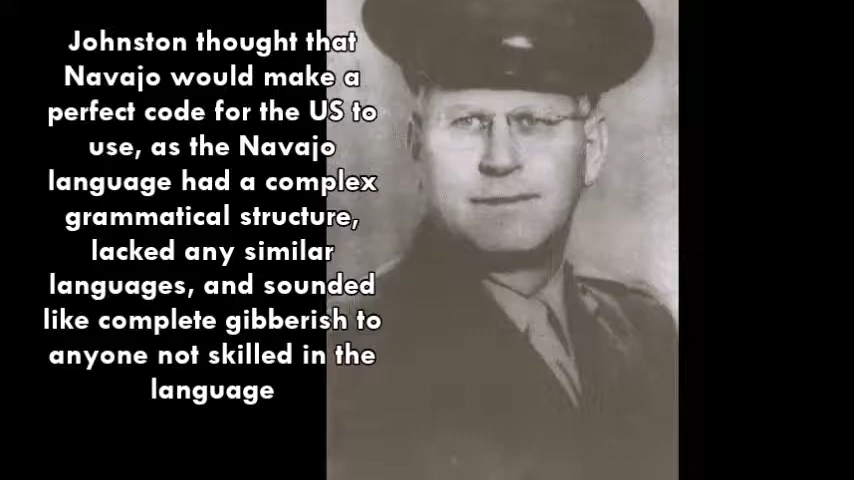 Johnston thought that
Navajo would make a
perfect code for the US to
use, as the Navajo
language had a complex
grammatical structure,
lacked any similar
languages, and sounded
like complete gibberish to
anyone not skilled in the
language